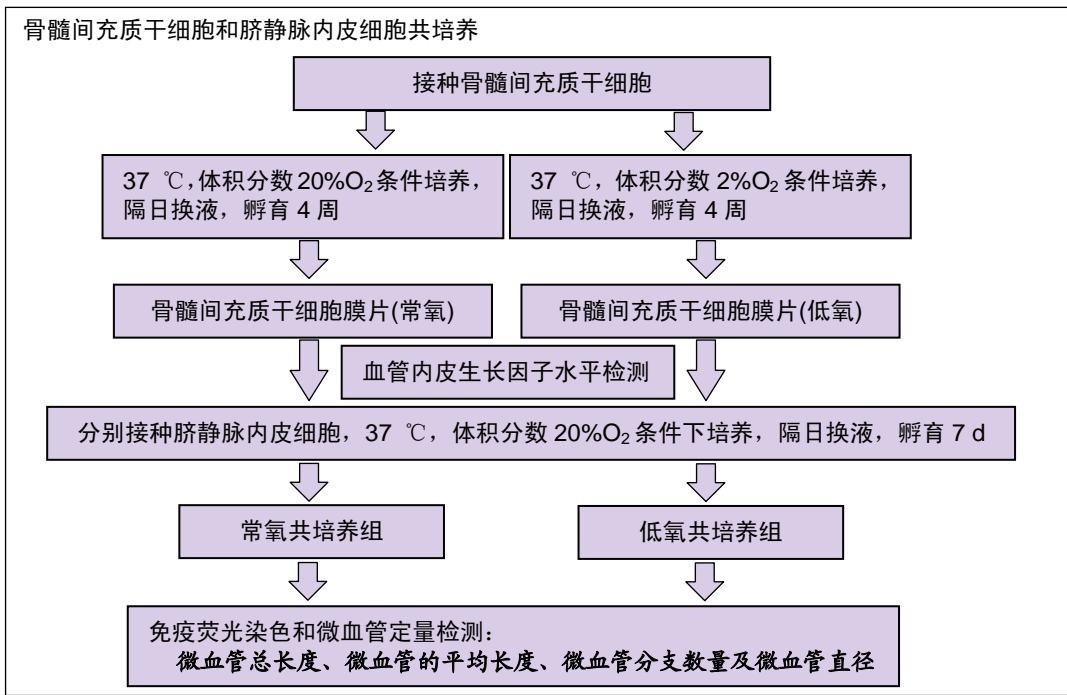 骨髓间充质干细胞和脐静脉内皮细胞共培养
接种骨髓间充质干细胞
37 ℃,体积分数 20%O₂ 条件培养,
隔日换液，孵育 4 周
37 ℃，体积分数 2%O₂ 条件培养，
隔日换液，孵育 4 周
骨髓间充质干细胞膜片(常氧)
骨髓间充质干细胞膜片(低氧)
血管内皮生长因子水平检测
分别接种脐静脉内皮细胞，37 ℃，体积分数 20%O₂ 条件下培养，隔日换液，孵育 7 d
常氧共培养组
低氧共培养组
免疫荧光染色和微血管定量检测：
微血管总长度、微血管的平均长度、微血管分支数量及微血管直径